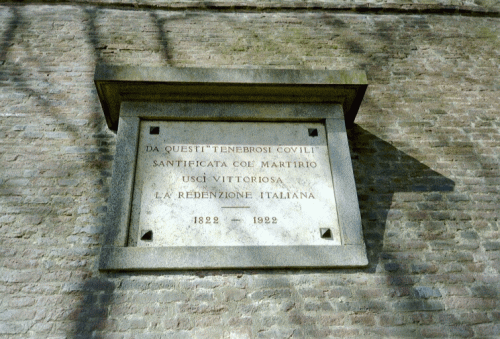 DA QUESTI "TENEBROSI COVILI"
SANTIFICATA COL MARTIRIO
USCÌ VITTORIOSA
LA REDENZIONE ITALIANA
1822 – 1922